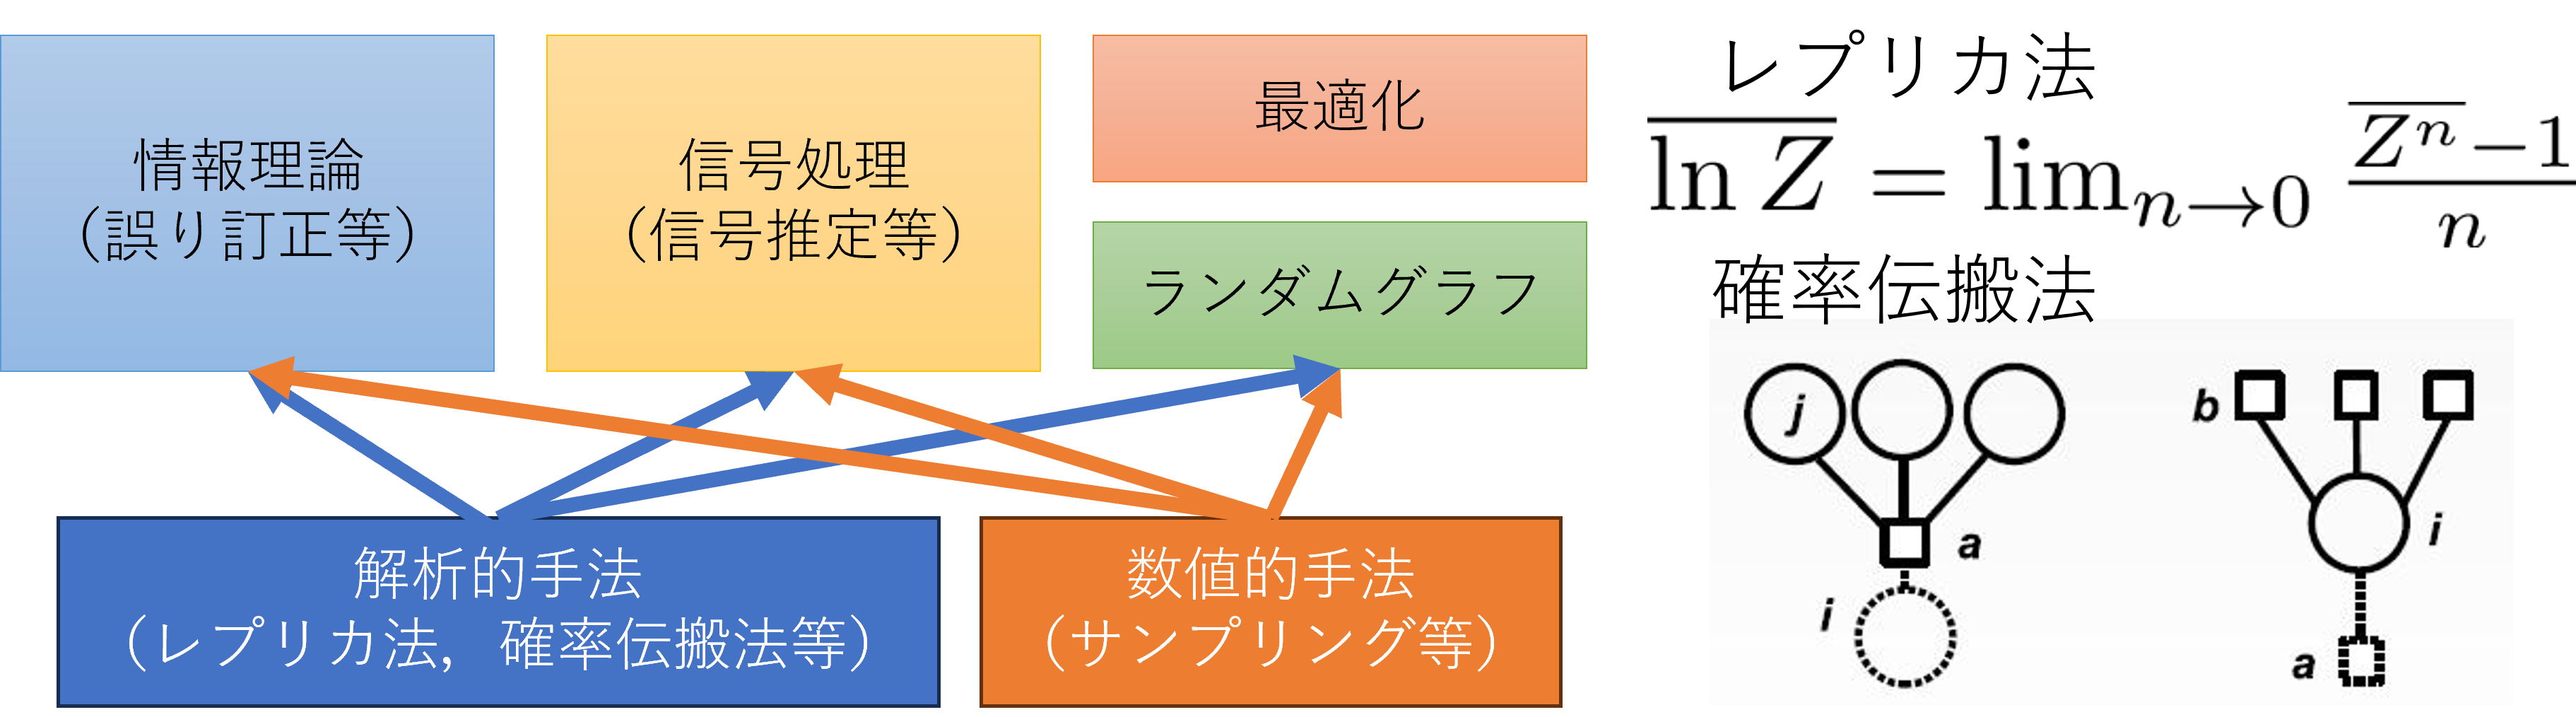 情報理論
（誤り訂正等）
信号処理
（信号推定等）
最適化
ランダムグラフ
解析的手法
（レプリカ法，確率伝搬法等）
数値的手法
（サンプリング等）
レプリカ法
$\overline{\ln Z} = \lim_{n \to 0} \frac{\overline{Z^n} - 1}{n}$
確率伝搬法
j
a
i
b
i
a